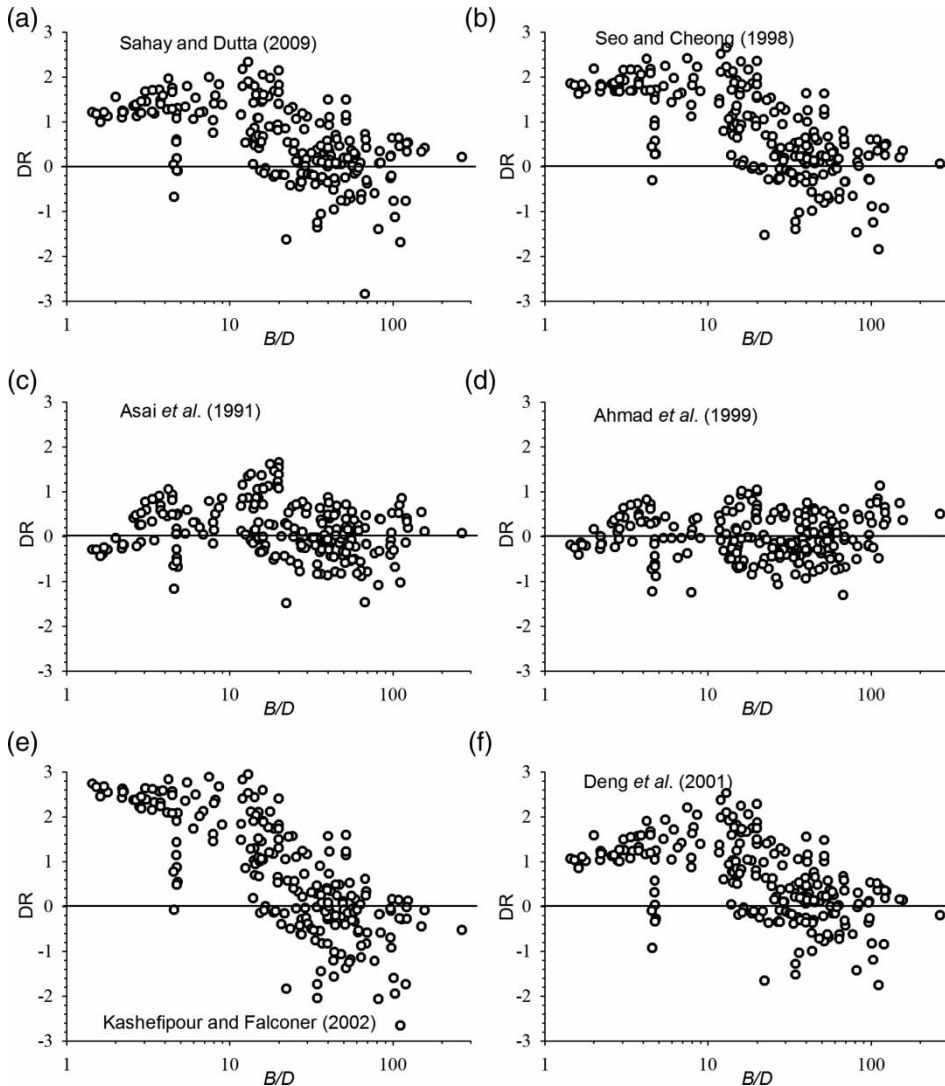 (a)
Sahay and Dutta (2009)
DR
3
2
1
0
-1
-2
-3
1
10
100
B/D
(b)
Seo and Cheong (1998)
DR
3
2
1
0
-1
-2
-3
1
10
100
B/D
(c)
Asai et al. (1991)
DR
3
2
1
0
-1
-2
-3
1
10
100
B/D
(d)
Ahmad et al. (1999)
DR
3
2
1
0
-1
-2
-3
1
10
100
B/D
(e)
Kashefipour and Falconer (2002)
DR
3
2
1
0
-1
-2
-3
1
10
100
B/D
(f)
Deng et al. (2001)
DR
3
2
1
0
-1
-2
-3
1
10
100
B/D